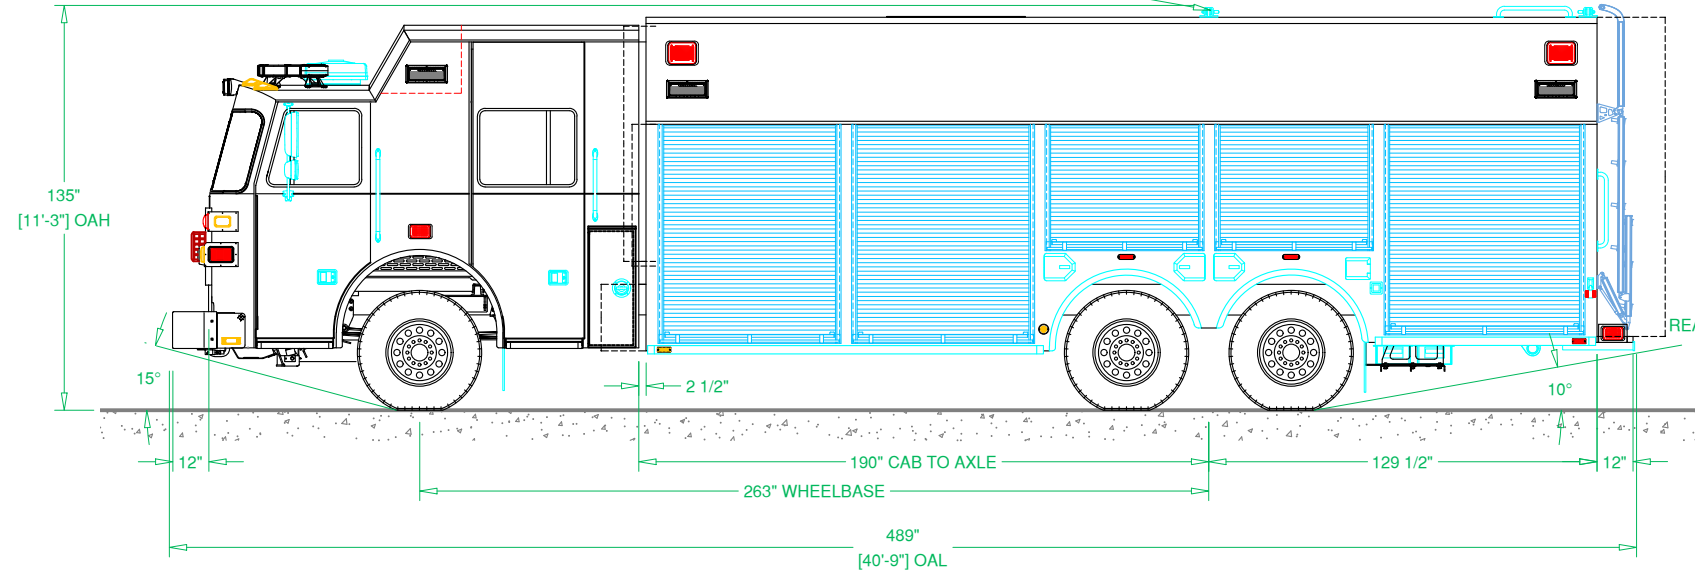 135"
[11'-3"] OAH
15°
2 1/2"
10°
12"
190" CAB TO AXLE
129 1/2"
12"
263" WHEELBASE
489"
[40'-9"] OAL